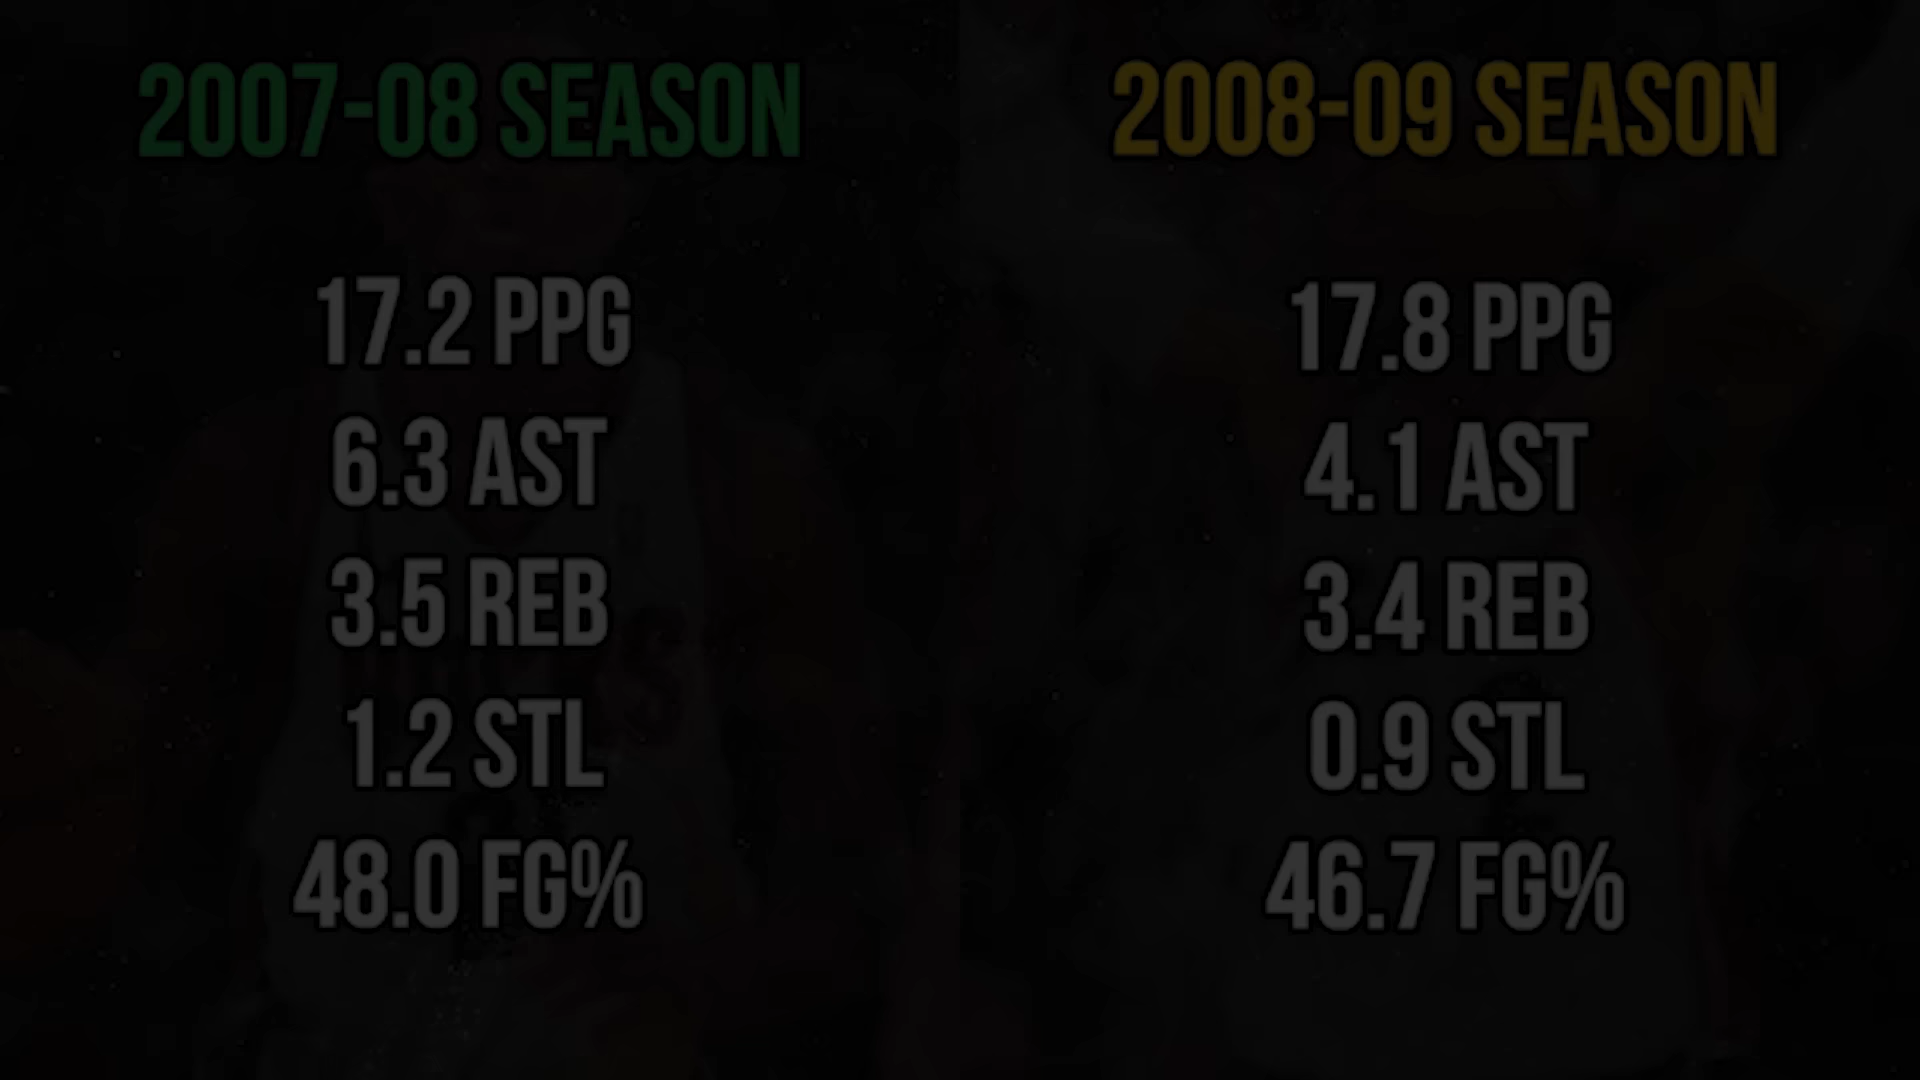 2007-08 SEASON
17.2 PPG
6.3 AST
3.5 REB
1.2 STL
48.0 FG%
2008-09 SEASON
17.8 PPG
4.1 AST
3.4 REB
0.9 STL
46.7 FG%